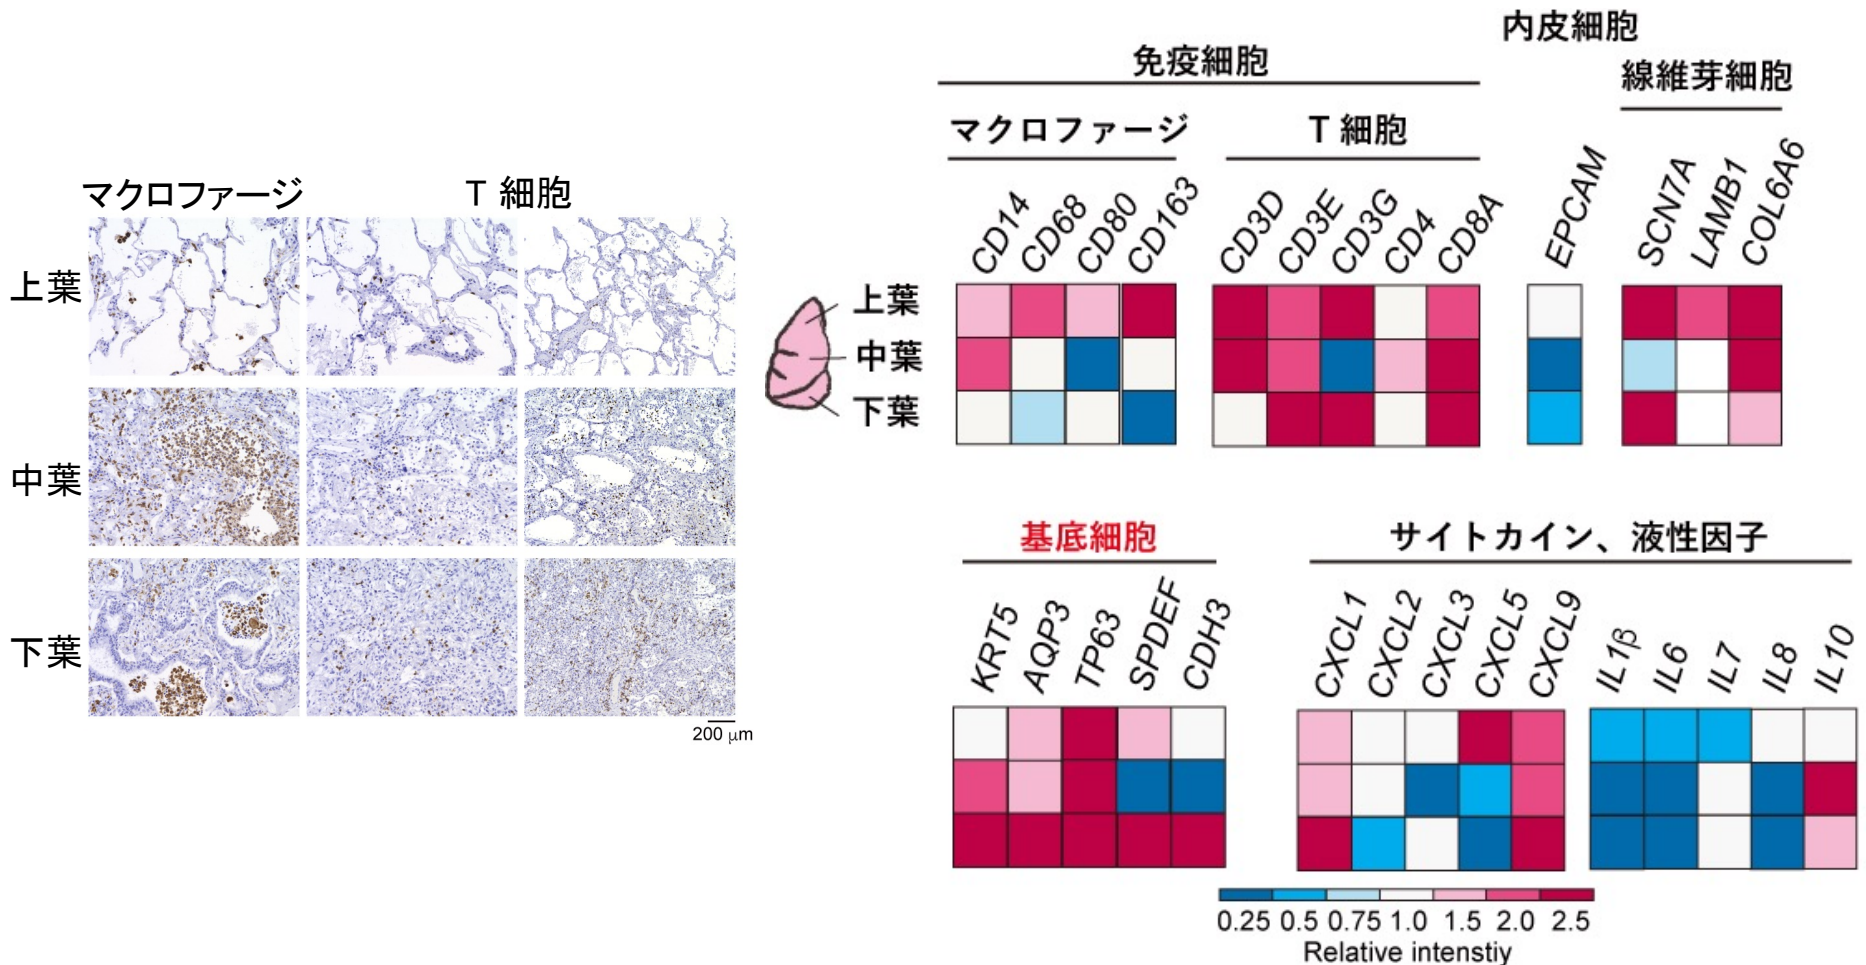 マクロファージ
T 細胞
上葉
中葉
下葉
200 μm
免疫細胞
内皮細胞
線維芽細胞
マクロファージ
T 細胞
CD14 CD68 CD80 CD163
CD3D CD3E CD3G CD4 CD8A
EPCAM
SCN7A LAMB1 COL6A6
上葉
中葉
下葉
基底細胞
サイトカイン、液性因子
KRT5 AQP3 TP63 SPDEF CDH3
CXCL1 CXCL2 CXCL3 CXCL5 CXCL9
IL1β IL6 IL7 IL8 IL10
0.25 0.5 0.75 1.0 1.5 2.0 2.5
Relative intenstiy